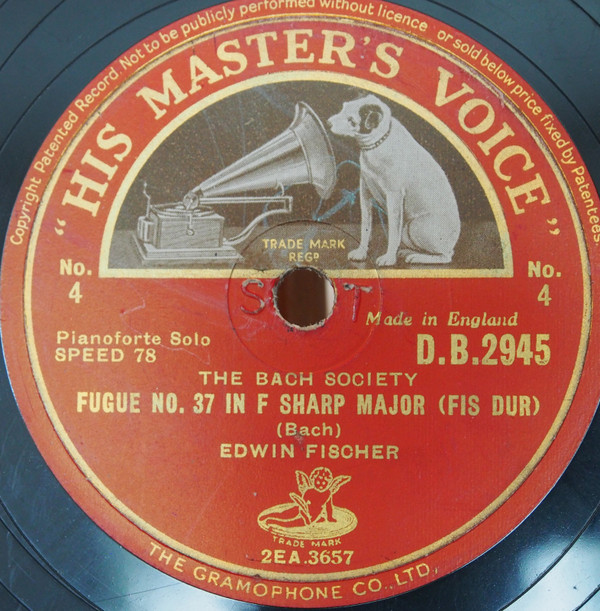 Copyright Patented Record. Not to be publicly performed without licence or sold below price fixed by Patentees.
"HIS MASTER'S VOICE"
TRADE MARK
REGD
No.
4
No.
4
S T
Made in England
Pianoforte Solo
SPEED 78
D.B.2945
THE BACH SOCIETY
FUGUE NO. 37 IN F SHARP MAJOR (FIS DUR)
(Bach)
EDWIN FISCHER
TRADE MARK
2EA.3657
THE GRAMOPHONE CO., LTD.